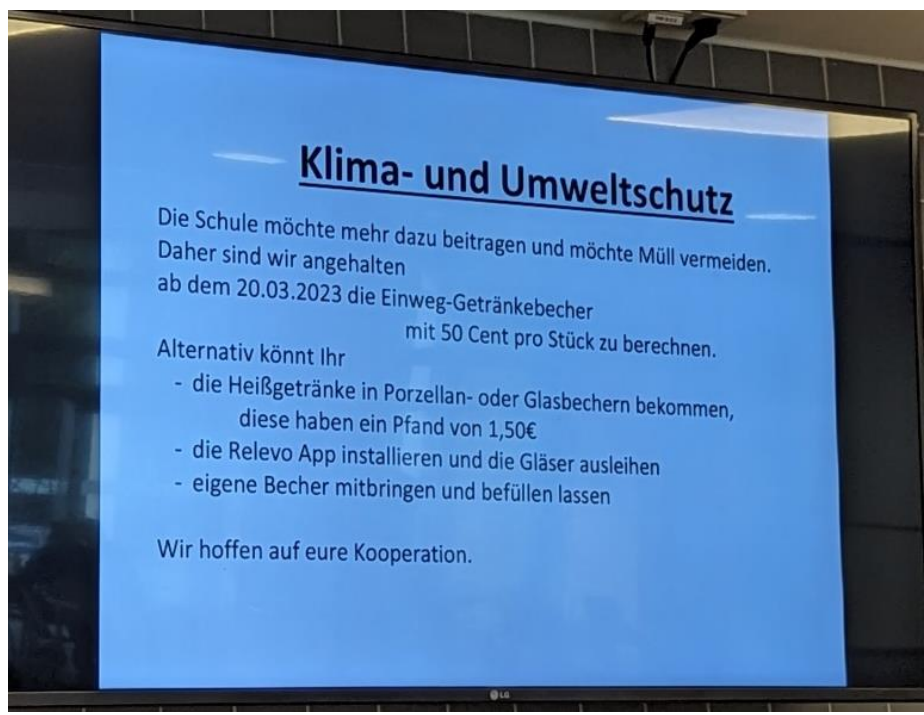 Klima- und Umweltschutz
Die Schule möchte mehr dazu beitragen und möchte Müll vermeiden.
Daher sind wir angehalten
ab dem 20.03.2023 die Einweg-Getränkebecher
mit 50 Cent pro Stück zu berechnen.
Alternativ könnt Ihr
- die Heißgetränke in Porzellan- oder Glasbechern bekommen,
diese haben ein Pfand von 1,50€
- die Relevo App installieren und die Gläser ausleihen
- eigene Becher mitbringen und befüllen lassen
Wir hoffen auf eure Kooperation.
LG